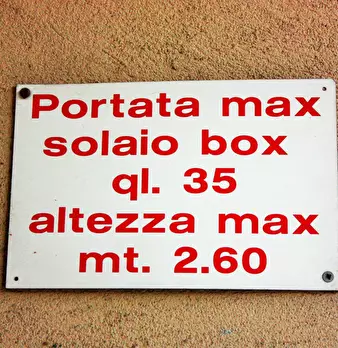 Portata max
solaio box
ql. 35
altezza max
mt. 2.60